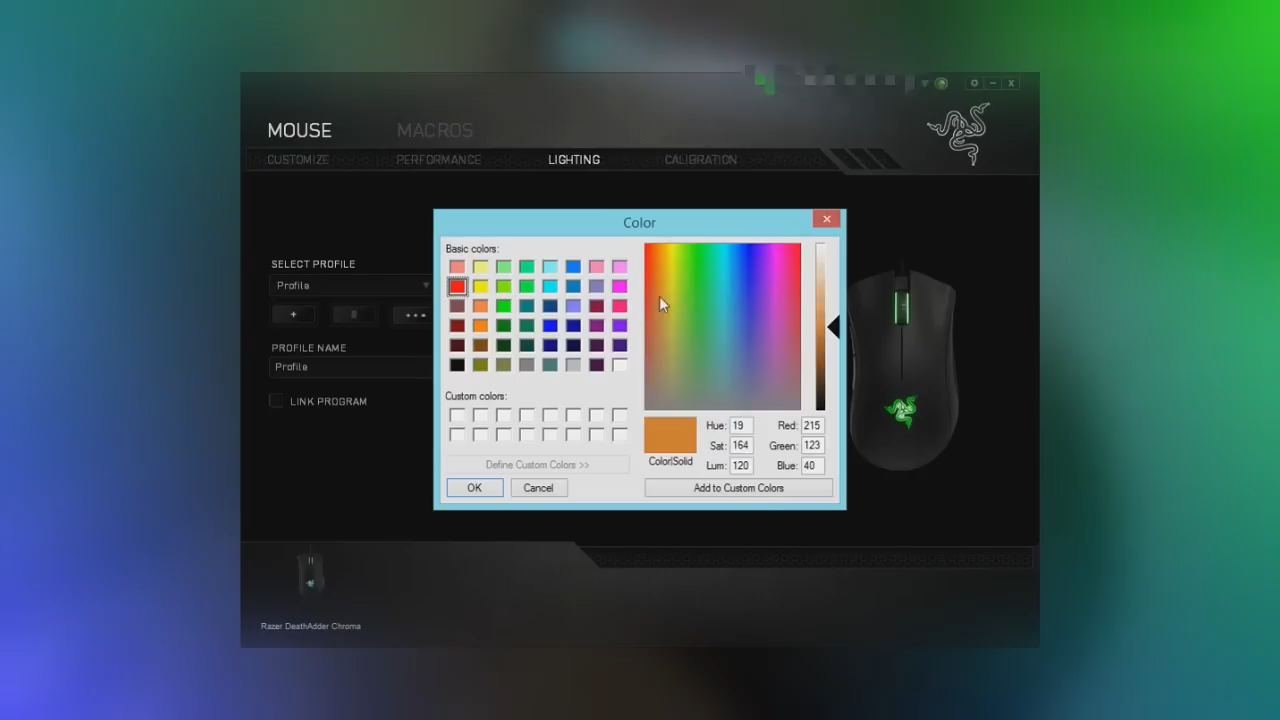 MOUSE MACROS
CUSTOMIZE PERFORMANCE LIGHTING CALIBRATION
SELECT PROFILE
Profile
+ ...
PROFILE NAME
Profile
LINK PROGRAM
Color
Basic colors:
Custom colors:
Define Custom Colors >>
OK Cancel
Color|Solid
Hue: 19 Red: 215
Sat: 164 Green: 123
Lum: 120 Blue: 40
Add to Custom Colors
Razer DeathAdder Chroma